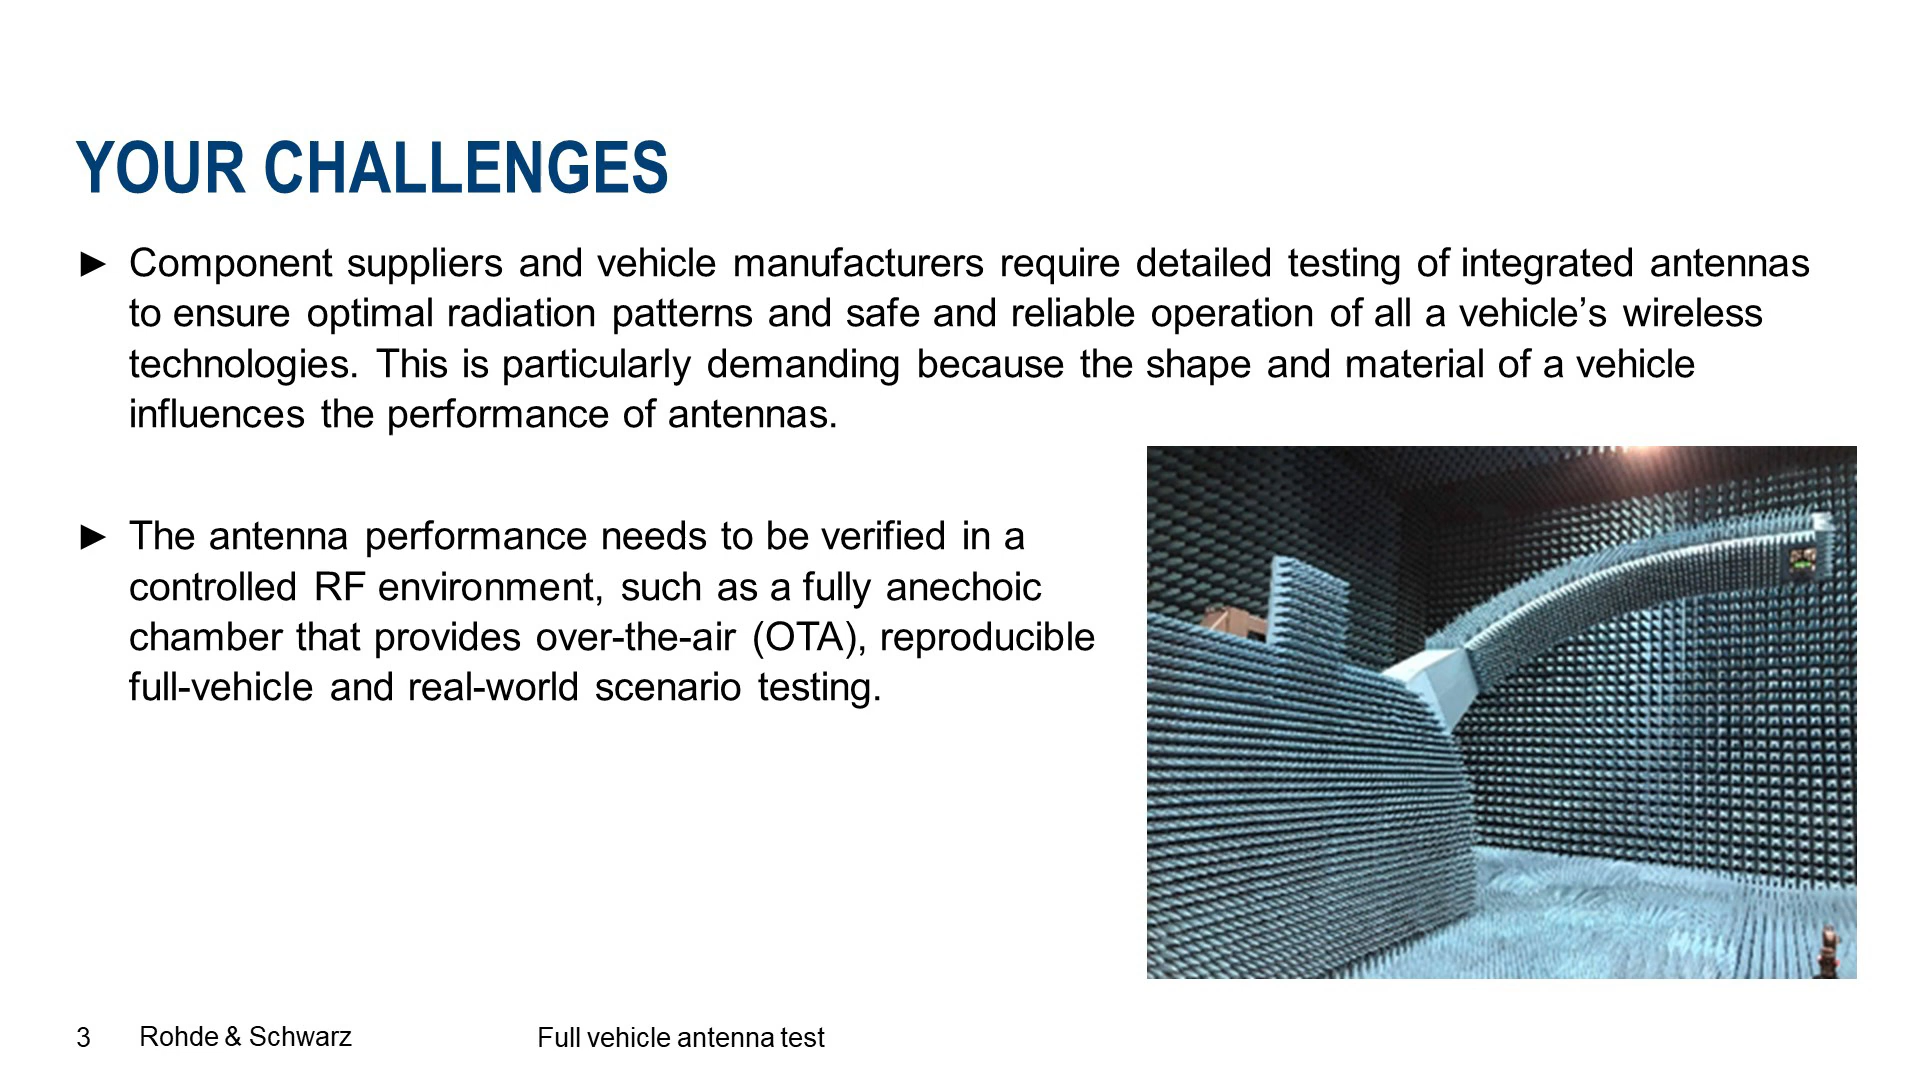 YOUR CHALLENGES
► Component suppliers and vehicle manufacturers require detailed testing of integrated antennas
to ensure optimal radiation patterns and safe and reliable operation of all a vehicle’s wireless
technologies. This is particularly demanding because the shape and material of a vehicle
influences the performance of antennas.
► The antenna performance needs to be verified in a
controlled RF environment, such as a fully anechoic
chamber that provides over-the-air (OTA), reproducible
full-vehicle and real-world scenario testing.
3 Rohde & Schwarz Full vehicle antenna test